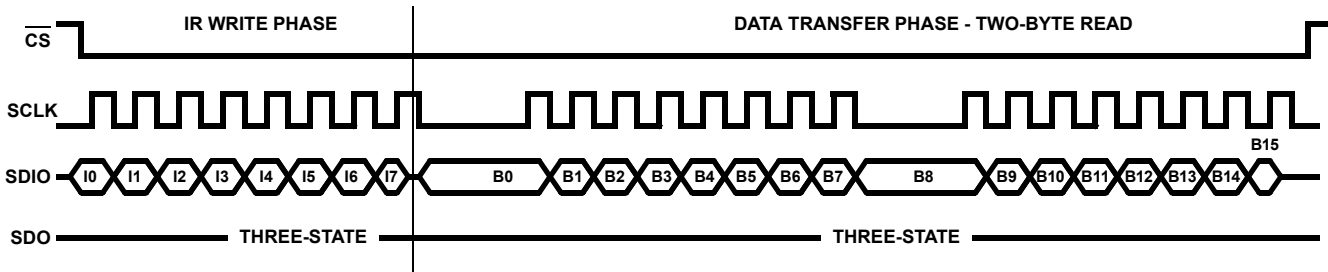 IR WRITE PHASE DATA TRANSFER PHASE - TWO-BYTE READ
CS
SCLK
B15
SDIO I0 I1 I2 I3 I4 I5 I6 I7 B0 B1 B2 B3 B4 B5 B6 B7 B8 B9 B10 B11 B12 B13 B14
SDO THREE-STATE THREE-STATE